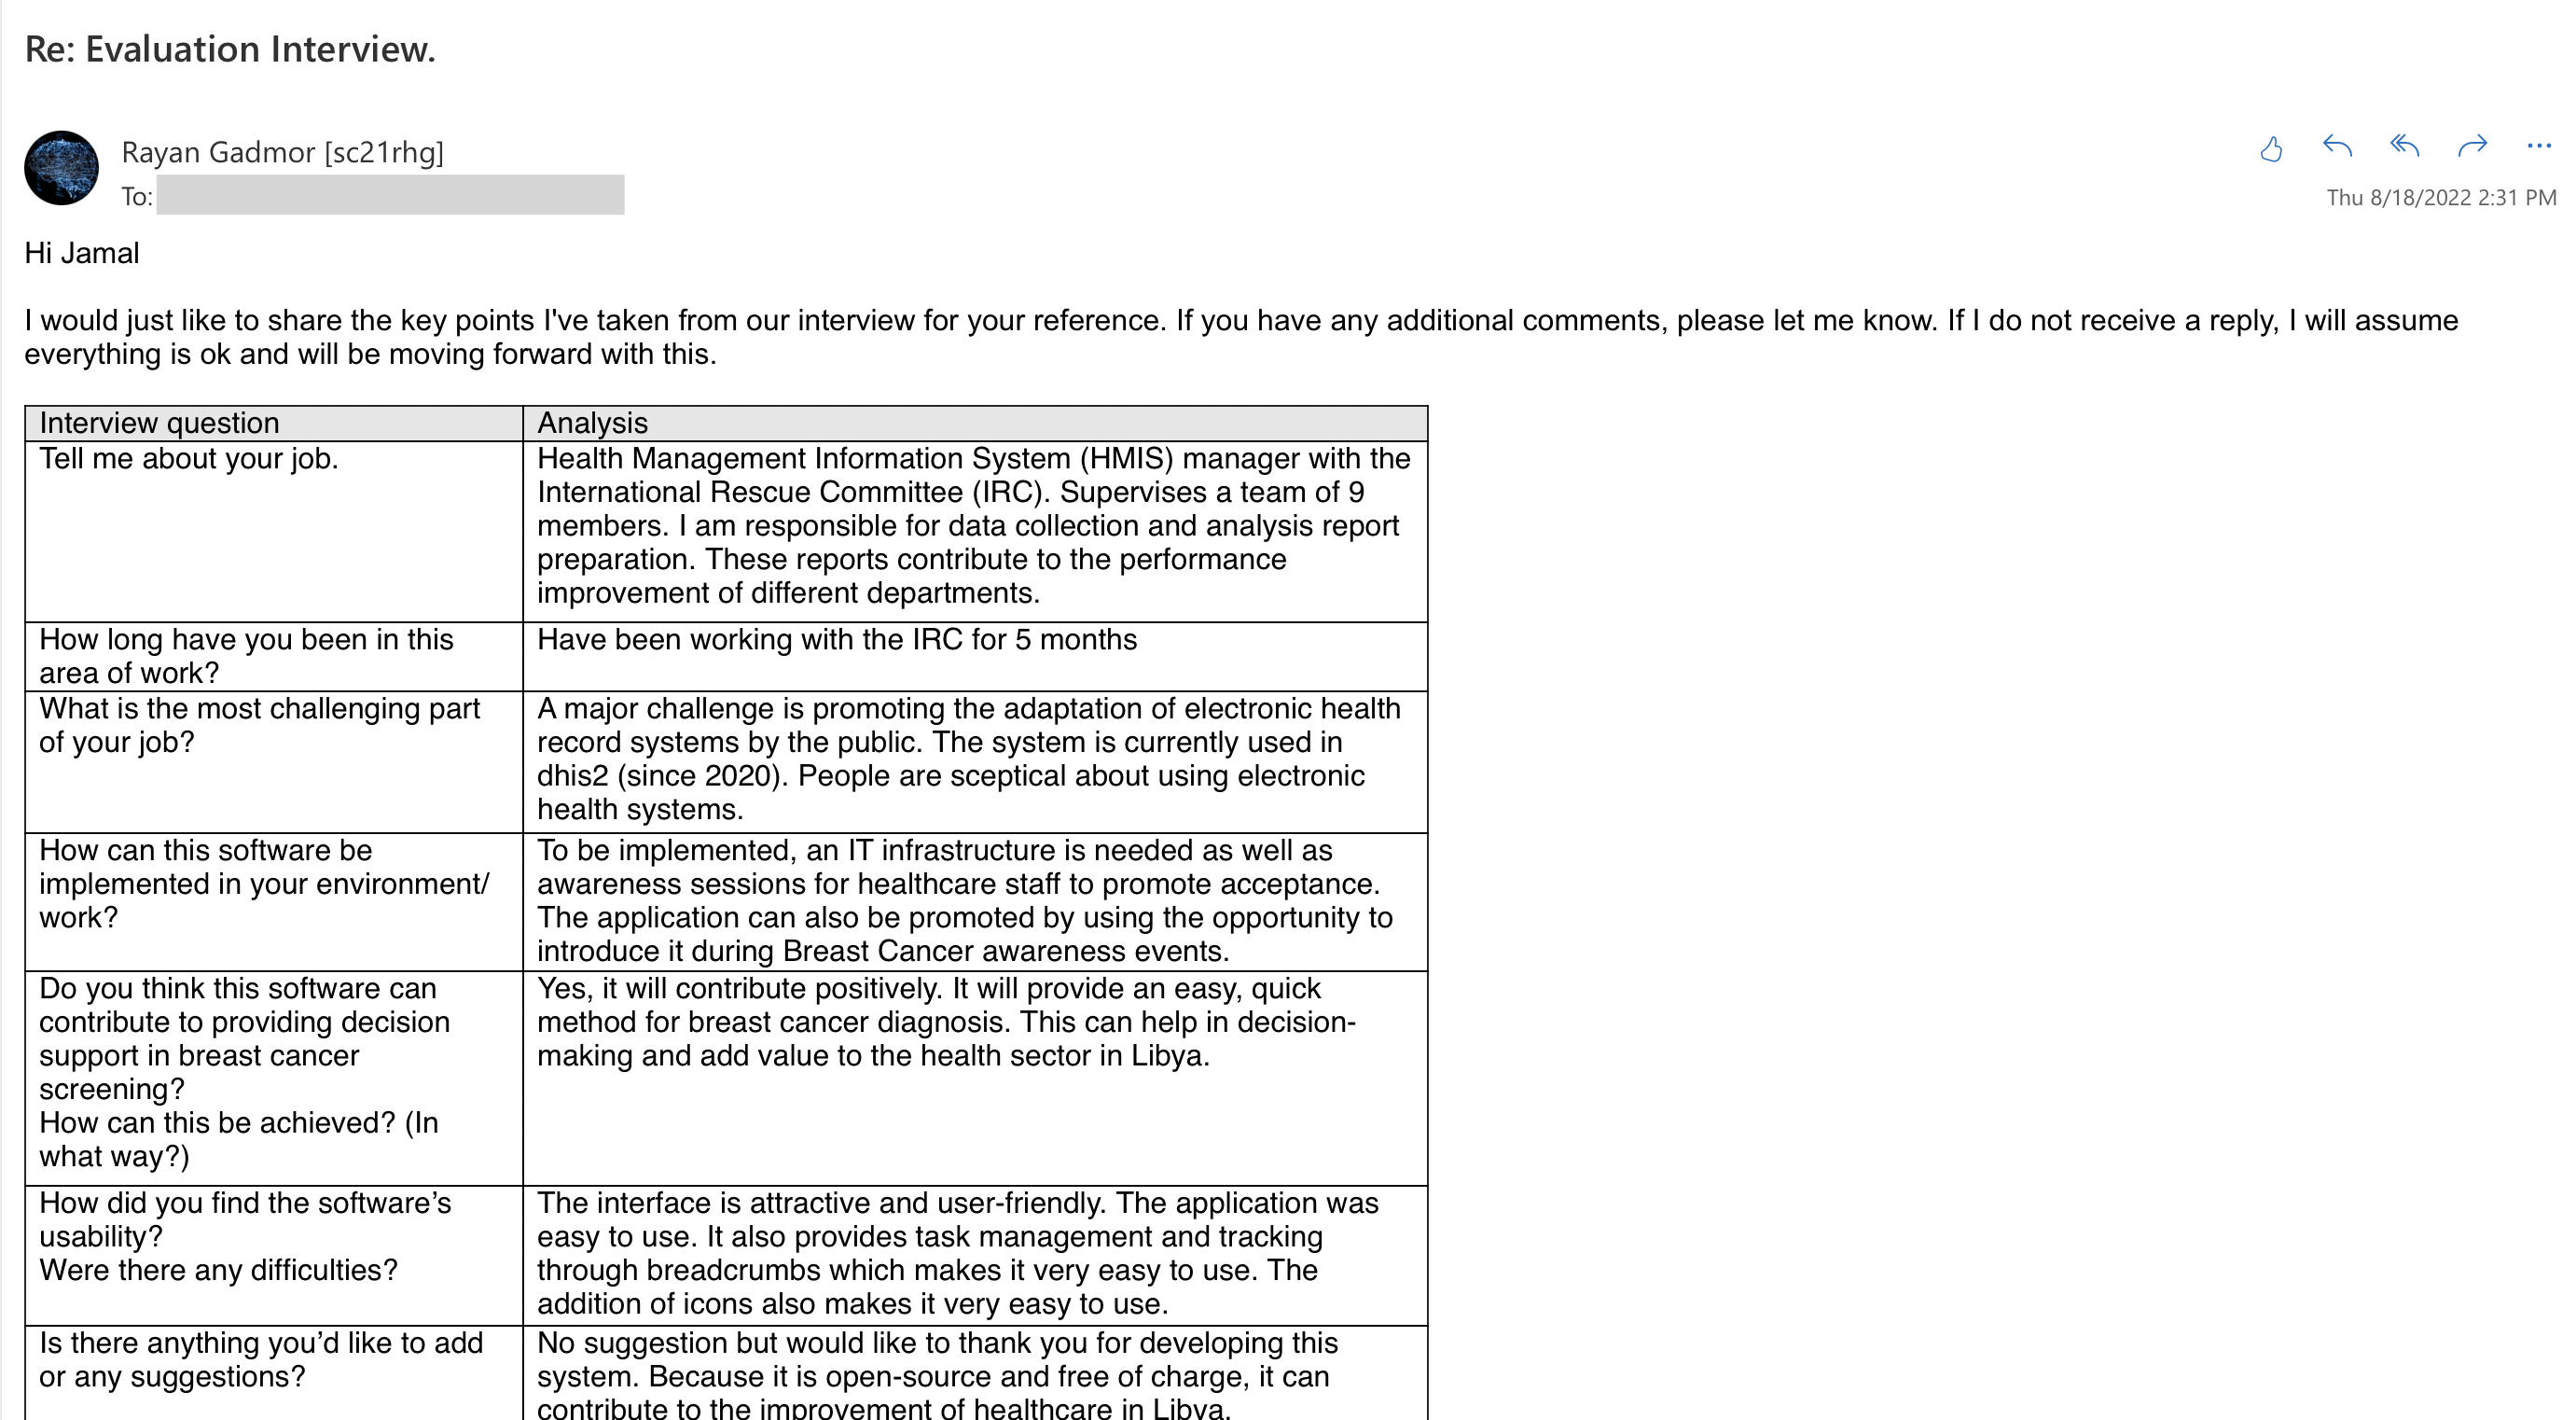 Re: Evaluation Interview.
Rayan Gadmor [sc21rhg]
To:
Thu 8/18/2022 2:31 PM
Hi Jamal
I would just like to share the key points I've taken from our interview for your reference. If you have any additional comments, please let me know. If I do not receive a reply, I will assume
everything is ok and will be moving forward with this.
Interview question
Analysis
Tell me about your job.
Health Management Information System (HMIS) manager with the
International Rescue Committee (IRC). Supervises a team of 9
members. I am responsible for data collection and analysis report
preparation. These reports contribute to the performance
improvement of different departments.
How long have you been in this
area of work?
Have been working with the IRC for 5 months
What is the most challenging part
of your job?
A major challenge is promoting the adaptation of electronic health
record systems by the public. The system is currently used in
dhis2 (since 2020). People are sceptical about using electronic
health systems.
How can this software be
implemented in your environment/
work?
To be implemented, an IT infrastructure is needed as well as
awareness sessions for healthcare staff to promote acceptance.
The application can also be promoted by using the opportunity to
introduce it during Breast Cancer awareness events.
Do you think this software can
contribute to providing decision
support in breast cancer
screening?
How can this be achieved? (In
what way?)
Yes, it will contribute positively. It will provide an easy, quick
method for breast cancer diagnosis. This can help in decision-
making and add value to the health sector in Libya.
How did you find the software’s
usability?
Were there any difficulties?
The interface is attractive and user-friendly. The application was
easy to use. It also provides task management and tracking
through breadcrumbs which makes it very easy to use. The
addition of icons also makes it very easy to use.
Is there anything you’d like to add
or any suggestions?
No suggestion but would like to thank you for developing this
system. Because it is open-source and free of charge, it can
contribute to the improvement of healthcare in Libya.